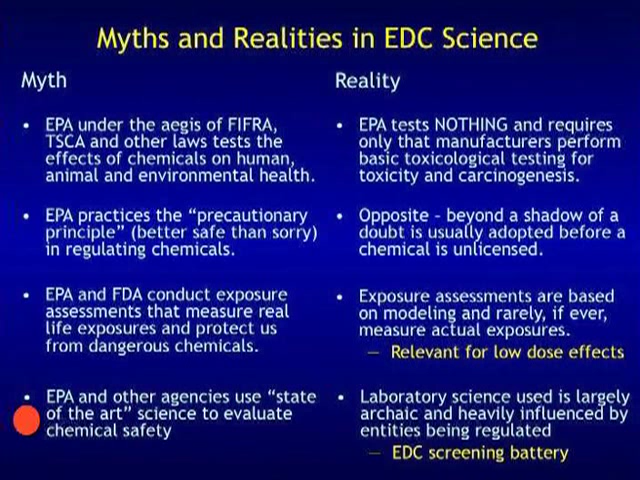 Myths and Realities in EDC Science
Myth
• EPA under the aegis of FIFRA,
TSCA and other laws tests the
effects of chemicals on human,
animal and environmental health.
• EPA practices the “precautionary
principle” (better safe than sorry)
in regulating chemicals.
• EPA and FDA conduct exposure
assessments that measure real
life exposures and protect us
from dangerous chemicals.
• EPA and other agencies use “state
of the art” science to evaluate
chemical safety
Reality
• EPA tests NOTHING and requires
only that manufacturers perform
basic toxicological testing for
toxicity and carcinogenesis.
• Opposite – beyond a shadow of a
doubt is usually adopted before a
chemical is unlicensed.
• Exposure assessments are based
on modeling and rarely, if ever,
measure actual exposures.
— Relevant for low dose effects
• Laboratory science used is largely
archaic and heavily influenced by
entities being regulated
— EDC screening battery